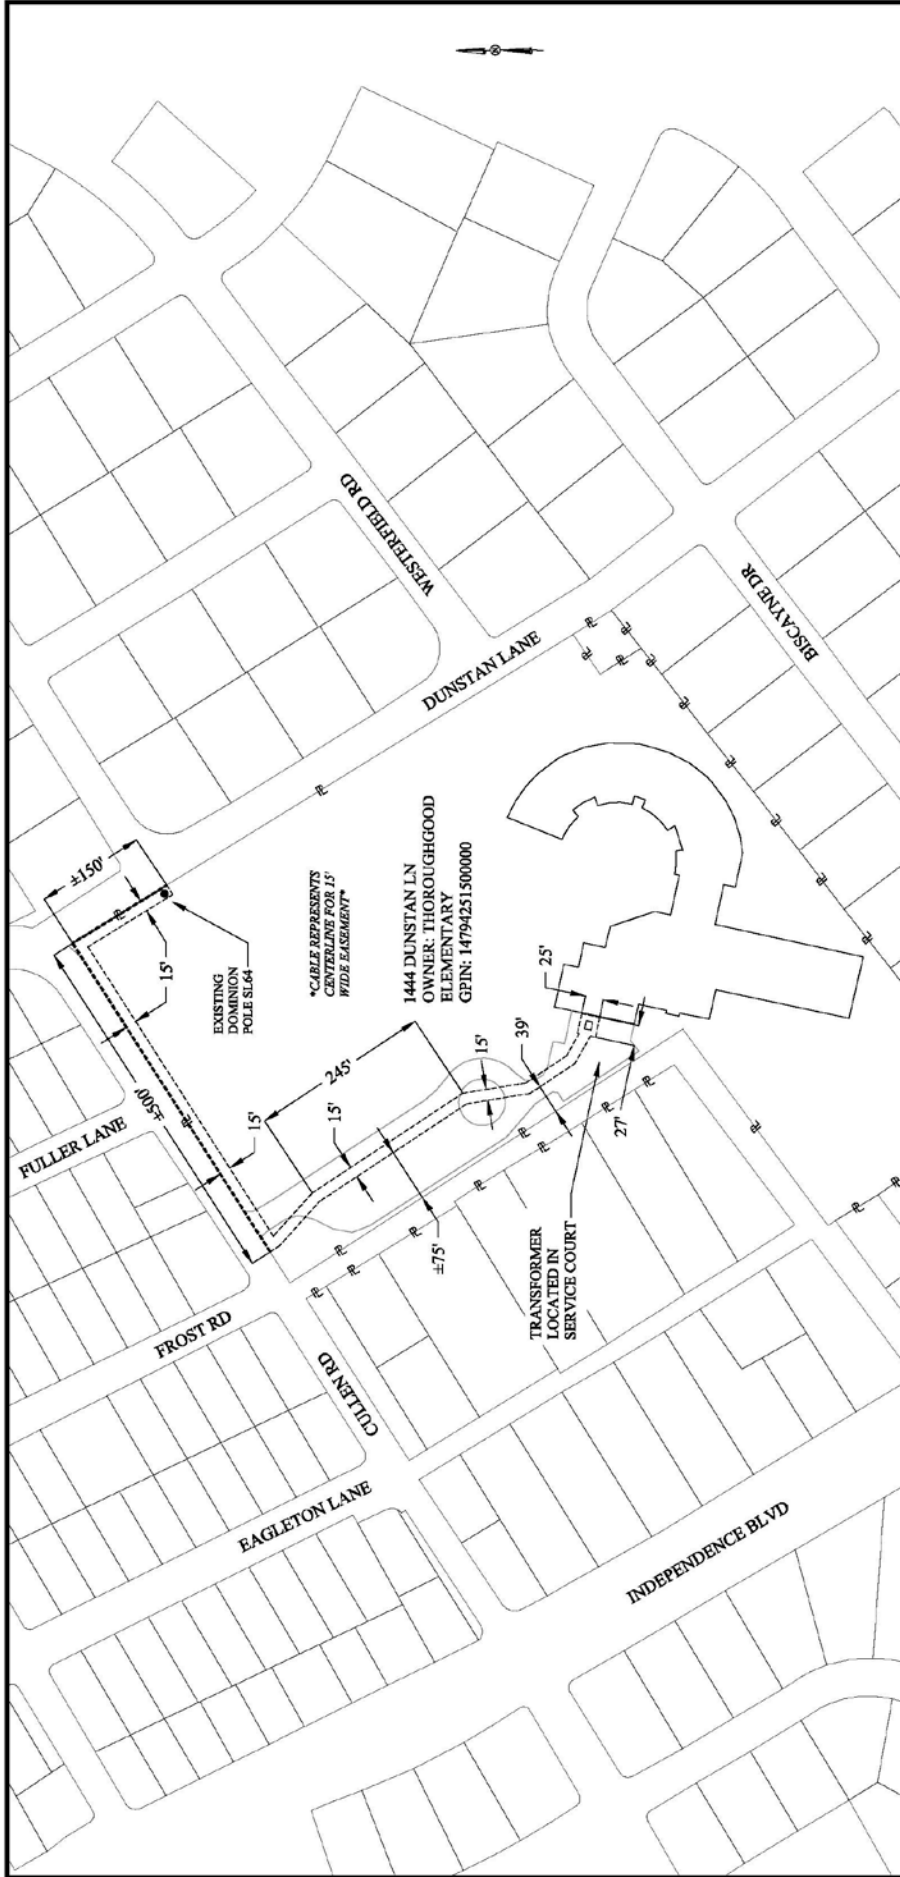 WESTERFIELD RD
DUNSTAN LANE
BISCAYNE DR
±150'
15'
EXISTING
DOMINION
POLE SL64
*CABLE REPRESENTS
CENTERLINE FOR 15'
WIDE EASEMENT*
1444 DUNSTAN LN
OWNER: THOROUGHGOOD
ELEMENTARY
GPIN: 14794251500000
25'
±500'
FULLER LANE
15'
245'
15'
15'
39'
27'
±75'
TRANSFORMER
LOCATED IN
SERVICE COURT
FROST RD
CULLEN RD
EAGLETON LANE
INDEPENDENCE BLVD